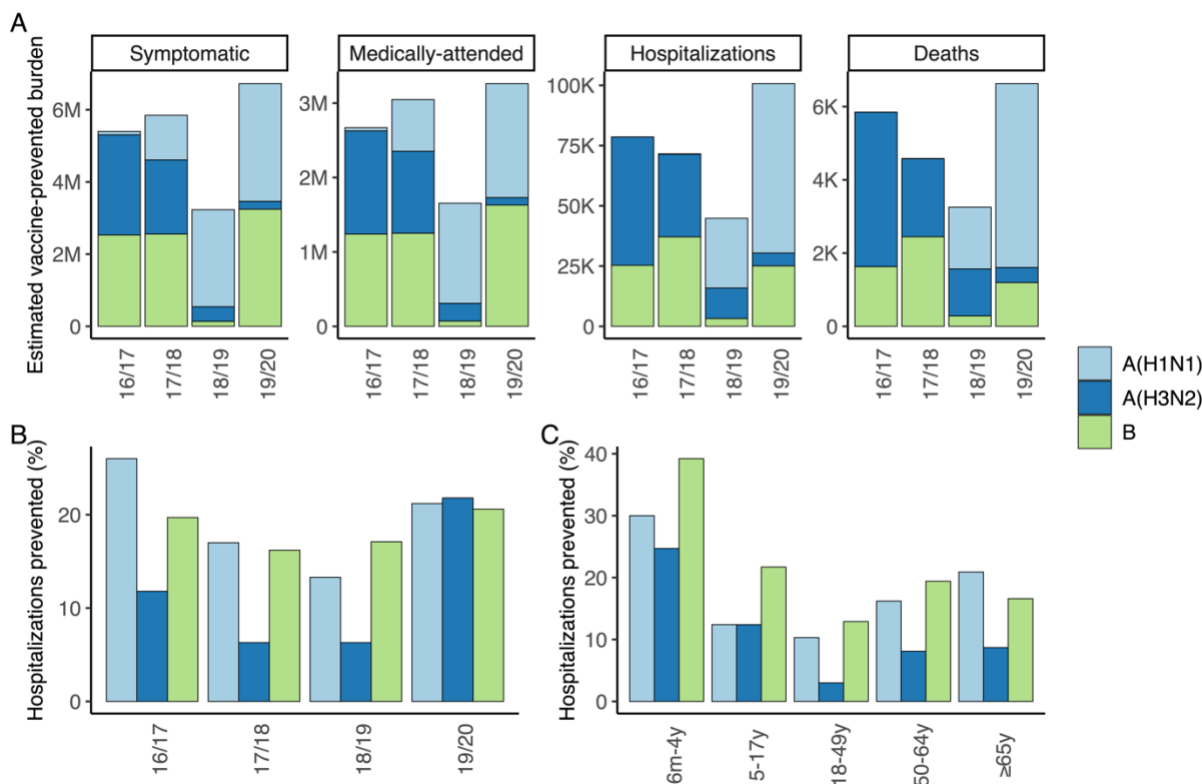 A
Symptomatic
Medically-attended
Hospitalizations
Deaths
Estimated vaccine-prevented burden
6M
4M
2M
0
16/17
17/18
18/19
19/20
3M
2M
1M
0
16/17
17/18
18/19
19/20
100K
75K
50K
25K
0
16/17
17/18
18/19
19/20
6K
4K
2K
0
16/17
17/18
18/19
19/20
A(H1N1)
A(H3N2)
B
B
Hospitalizations prevented (%)
20
10
0
16/17
17/18
18/19
19/20
C
Hospitalizations prevented (%)
40
30
20
10
0
6m-4y
5-17y
18-49y
50-64y
≥65y